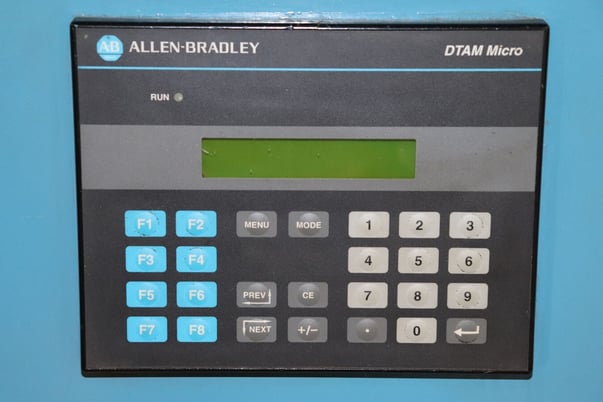 AB ALLEN-BRADLEY DTAM Micro
RUN
F1 F2 MENU MODE 1 2 3
F3 F4 4 5 6
F5 F6 PREV CE 7 8 9
F7 F8 NEXT +/− . 0